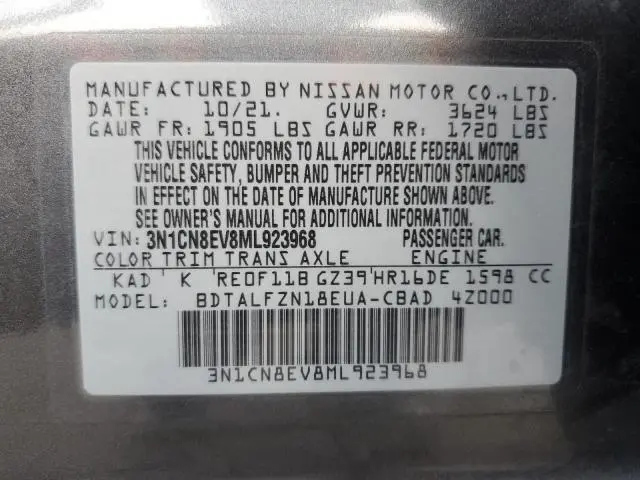 MANUFACTURED BY NISSAN MOTOR CO.,LTD.
DATE: 10/21. GVWR: 3624 LBS
GAWR FR: 1905 LBS GAWR RR: 1720 LBS
THIS VEHICLE CONFORMS TO ALL APPLICABLE FEDERAL MOTOR
VEHICLE SAFETY, BUMPER AND THEFT PREVENTION STANDARDS
IN EFFECT ON THE DATE OF MANUFACTURE SHOWN ABOVE.
SEE OWNER'S MANUAL FOR ADDITIONAL INFORMATION
VIN: 3N1CN8EV8ML923968 PASSENGER CAR.
COLOR TRIM TRANS AXLE ENGINE
KAD K RE0F11B GZ39 HR16DE 1598 CC
MODEL: BDTALFZN18EUA-CBAD 4Z000
3N1CN8EV8ML923968